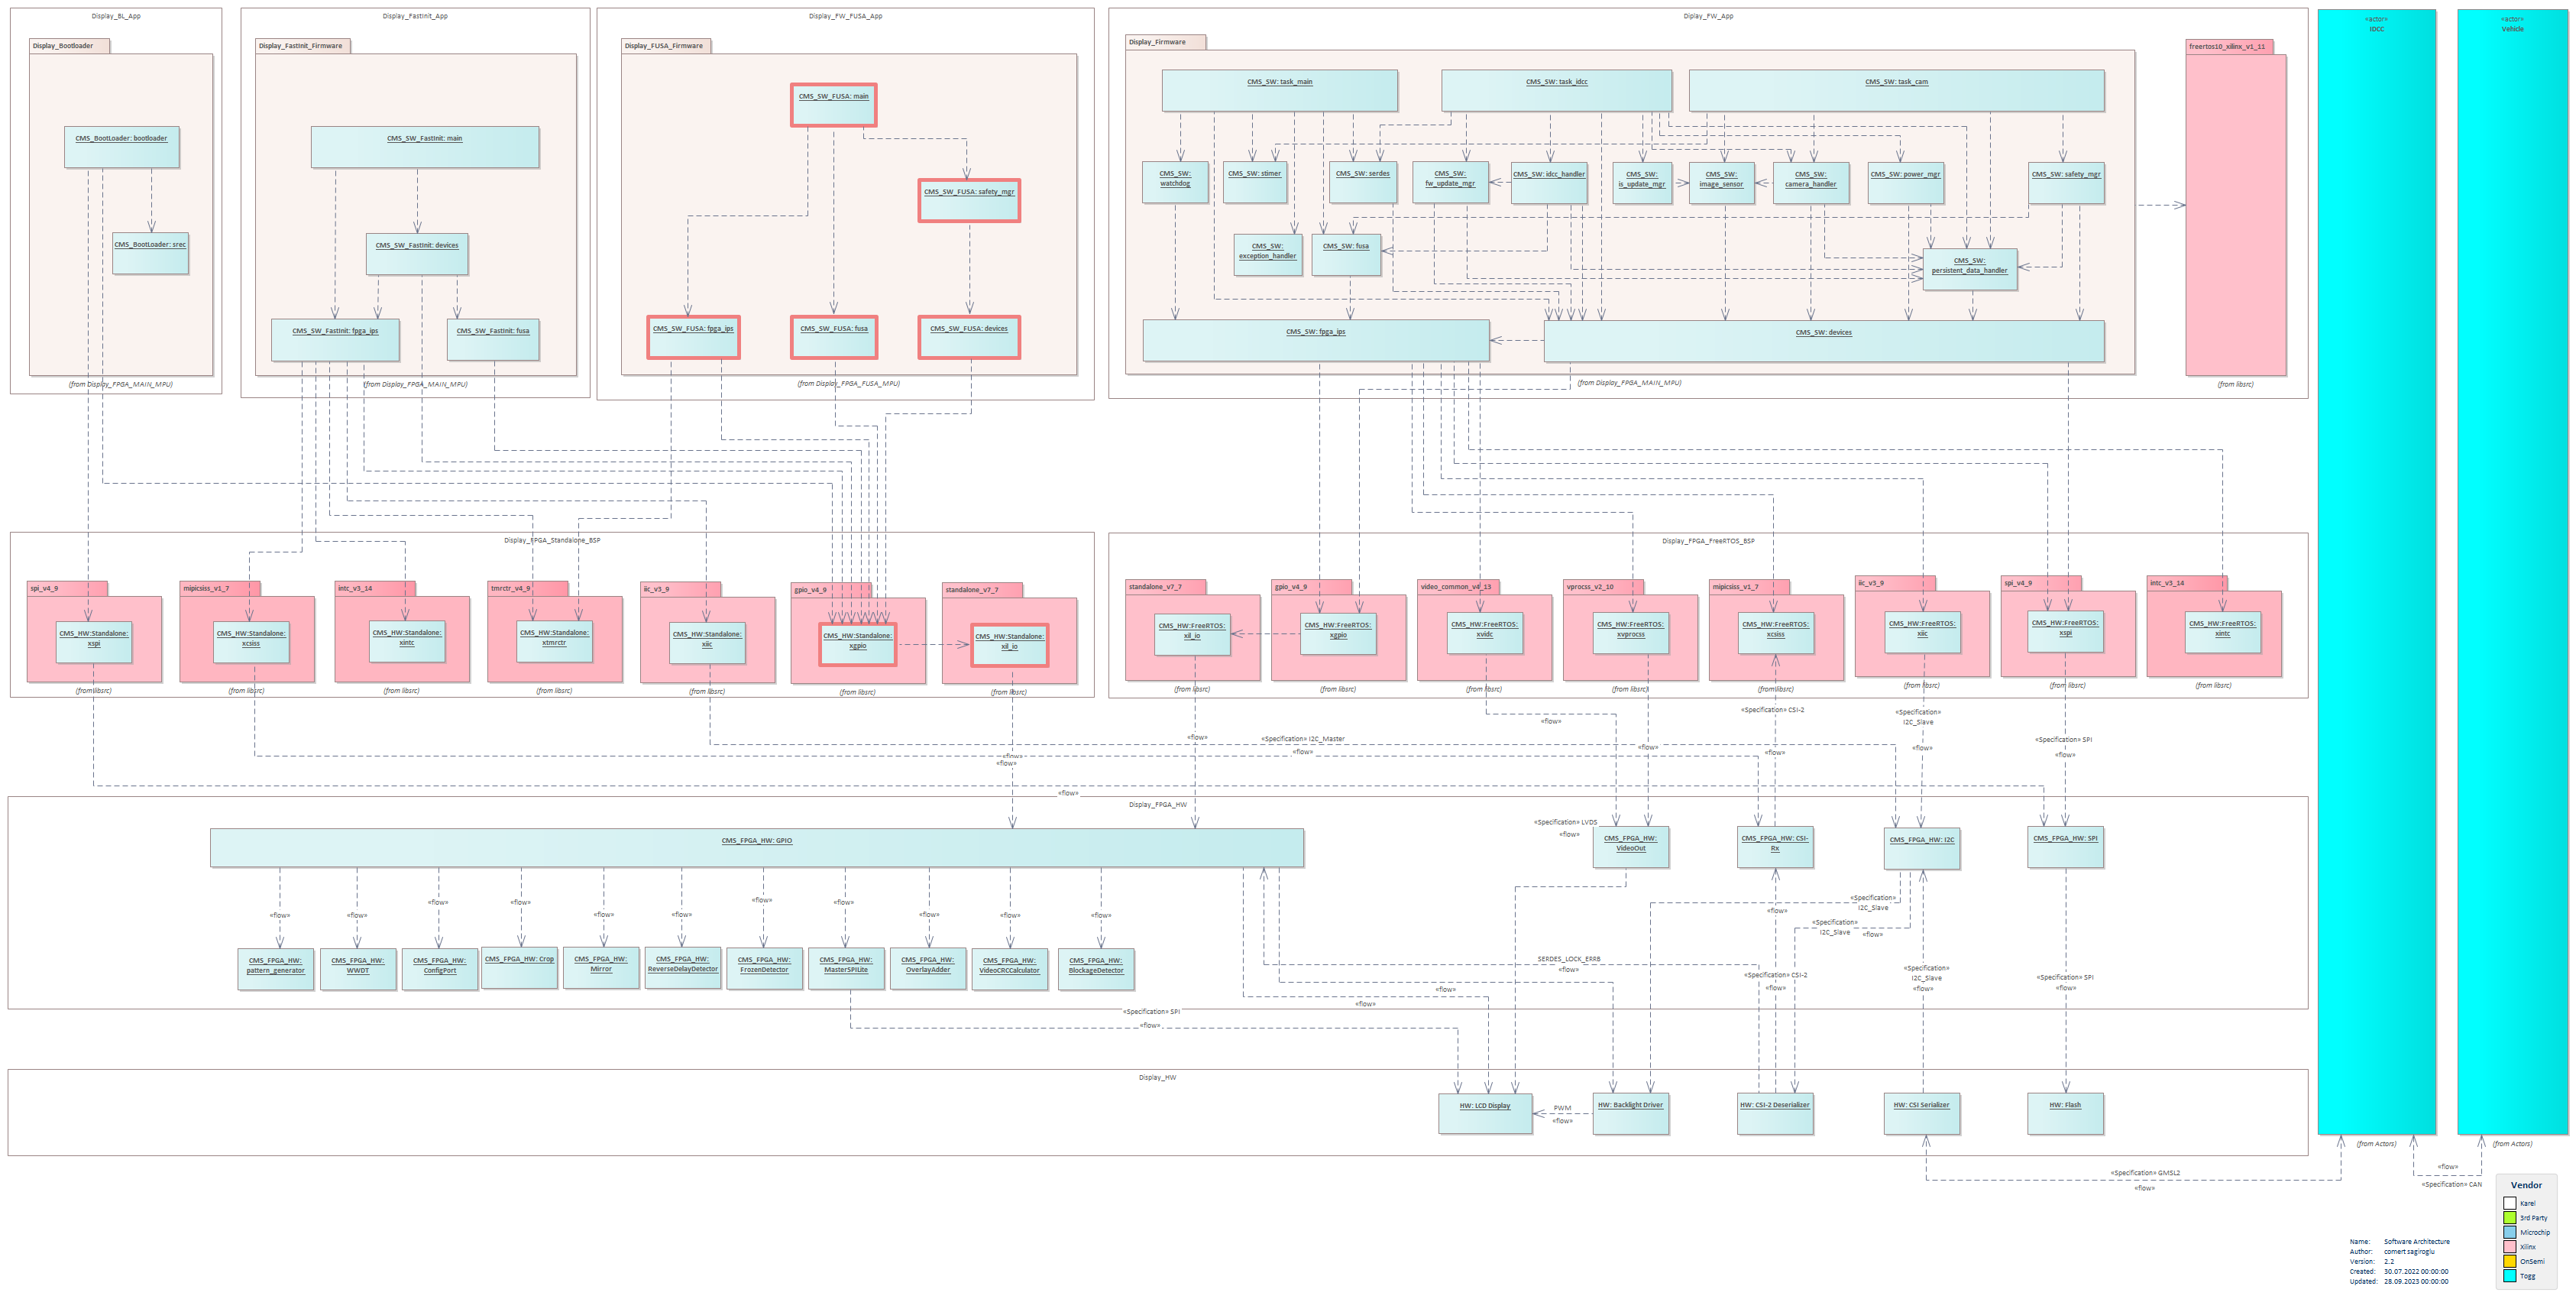 Display_BL_App
Display_Bootloader
CMS_BootLoader: bootloader
CMS_BootLoader: srec
(from Display_FPGA_MAIN_MPU)
Display_FastInit_App
Display_FastInit_Firmware
CMS_SW_FastInit: main
CMS_SW_FastInit: devices
CMS_SW_FastInit: fpga_ips
CMS_SW_FastInit: fusa
(from Display_FPGA_MAIN_MPU)
Display_FW_FUSA_App
Display_FUSA_Firmware
CMS_SW_FUSA: main
CMS_SW_FUSA: safety_mgr
CMS_SW_FUSA: fpga_ips
CMS_SW_FUSA: fusa
CMS_SW_FUSA: devices
(from Display_FPGA_FUSA_MPU)
Diplay_FW_App
Display_Firmware
CMS_SW: task_main
CMS_SW: task_idcc
CMS_SW: task_cam
CMS_SW:
watchdog
CMS_SW: stimer
CMS_SW: serdes
CMS_SW:
fw_update_mgr
CMS_SW: idcc_handler
CMS_SW:
is_update_mgr
CMS_SW:
image_sensor
CMS_SW:
camera_handler
CMS_SW: power_mgr
CMS_SW: safety_mgr
CMS_SW:
exception_handler
CMS_SW: fusa
CMS_SW:
persistent_data_handler
CMS_SW: fpga_ips
CMS_SW: devices
(from Display_FPGA_MAIN_MPU)
freertos10_xilinx_v1_11
(from libsrc)
«actor»
IDCC
«actor»
Vehicle
Display_FPGA_Standalone_BSP
spi_v4_9
CMS_HW:Standalone:
xspi
(from libsrc)
mipicsiss_v1_7
CMS_HW:Standalone:
xcsiss
(from libsrc)
intc_v3_14
CMS_HW:Standalone:
xintc
(from libsrc)
tmrctr_v4_9
CMS_HW:Standalone:
xtmrctr
(from libsrc)
iic_v3_9
CMS_HW:Standalone:
xiic
(from libsrc)
gpio_v4_9
CMS_HW:Standalone:
xgpio
(from libsrc)
standalone_v7_7
CMS_HW:Standalone:
xil_io
(from libsrc)
Display_FPGA_FreeRTOS_BSP
standalone_v7_7
CMS_HW:FreeRTOS:
xil_io
(from libsrc)
gpio_v4_9
CMS_HW:FreeRTOS:
xgpio
(from libsrc)
video_common_v4_13
CMS_HW:FreeRTOS:
xvidc
(from libsrc)
vprocss_v2_10
CMS_HW:FreeRTOS:
xvprocss
(from libsrc)
mipicsiss_v1_7
CMS_HW:FreeRTOS:
xcsiss
(from libsrc)
iic_v3_9
CMS_HW:FreeRTOS:
xiic
(from libsrc)
spi_v4_9
CMS_HW:FreeRTOS:
xspi
(from libsrc)
intc_v3_14
CMS_HW:FreeRTOS:
xintc
(from libsrc)
«Specification» CSI-2
«Specification»
I2C_Slave
«flow»
«flow»
«Specification» I2C_Master
«Specification» SPI
«flow»
«flow»
«flow»
«flow»
«flow»
«flow»
«flow»
«flow»
«flow»
Display_FPGA_HW
CMS_FPGA_HW: GPIO
«Specification» LVDS
«flow»
CMS_FPGA_HW:
VideoOut
CMS_FPGA_HW: CSI-
Rx
CMS_FPGA_HW: I2C
CMS_FPGA_HW: SPI
«flow»
«flow»
«flow»
«flow»
«flow»
«flow»
«flow»
«flow»
«flow»
«flow»
«flow»
«flow»
«Specification»
I2C_Slave
«Specification»
I2C_Slave
«flow»
CMS_FPGA_HW:
pattern_generator
CMS_FPGA_HW:
WWDT
CMS_FPGA_HW:
ConfigPort
CMS_FPGA_HW: Crop
CMS_FPGA_HW:
Mirror
CMS_FPGA_HW:
ReverseDelayDetector
CMS_FPGA_HW:
FrozenDetector
CMS_FPGA_HW:
MasterSPILite
CMS_FPGA_HW:
OverlayAdder
CMS_FPGA_HW:
VideoCRCCalculator
CMS_FPGA_HW:
BlockageDetector
SERDES_LOCK_ERRB
«flow»
«Specification» CSI-2
«flow»
«Specification»
I2C_Slave
«flow»
«Specification» SPI
«flow»
«flow»
«flow»
«Specification» SPI
«flow»
Display_HW
HW: LCD Display
PWM
«flow»
HW: Backlight Driver
HW: CSI-2 Deserializer
HW: CSI Serializer
HW: Flash
(from Actors)
(from Actors)
«Specification» GMSL2
«flow»
«flow»
«Specification» CAN
Vendor
Karel
3rd Party
Microchip
Xilinx
OnSemi
Togg
Name: Software Architecture
Author: comert sagiroglu
Version: 2.2
Created: 30.07.2022 00:00:00
Updated: 28.09.2023 00:00:00